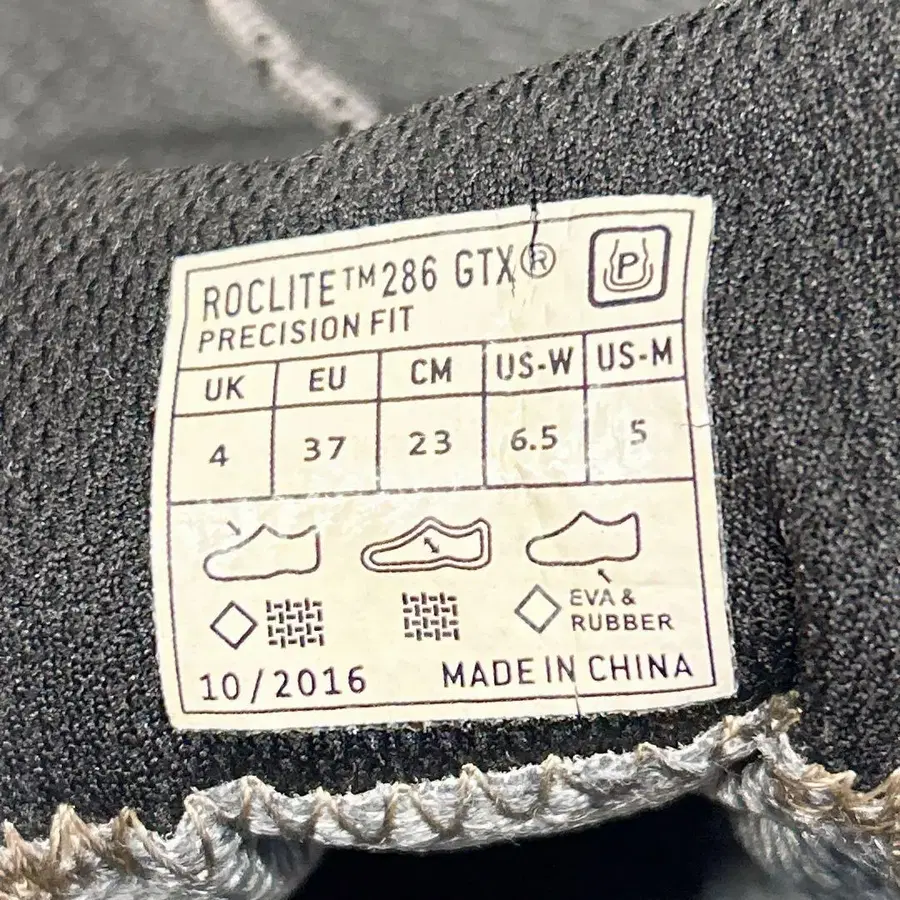 ROCLITE™286 GTX®
P
PRECISION FIT
UK EU CM US-W US-M
4 37 23 6.5 5
EVA &
RUBBER
10/2016 MADE IN CHINA